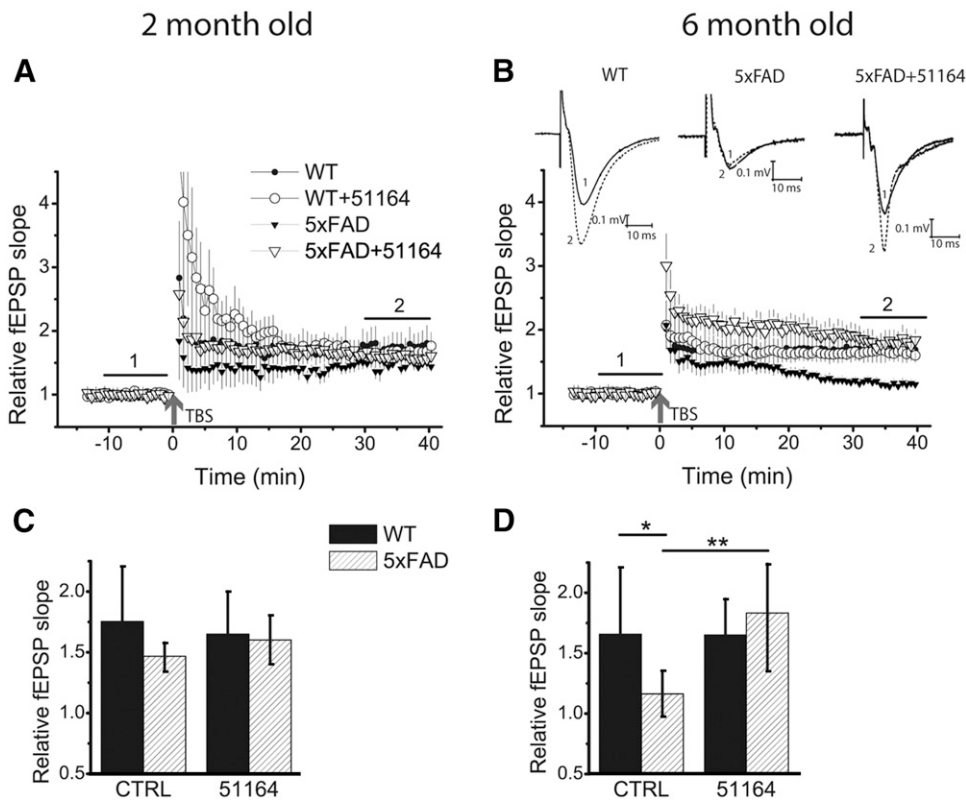 2 month old
6 month old
A
WT
WT+51164
5xFAD
5xFAD+51164
4
3
2
1
Relative fEPSP slope
1
2
TBS
-10 0 10 20 30 40
Time (min)
B
WT
5xFAD
5xFAD+51164
1
2
0.1 mV
10 ms
1
2
0.1 mV
10 ms
1
2
0.1 mV
10 ms
4
3
2
1
Relative fEPSP slope
1
2
TBS
-10 0 10 20 30 40
Time (min)
C
WT
5xFAD
2.0
1.5
1.0
0.5
Relative fEPSP slope
CTRL 51164
D
* **
2.0
1.5
1.0
0.5
Relative fEPSP slope
CTRL 51164